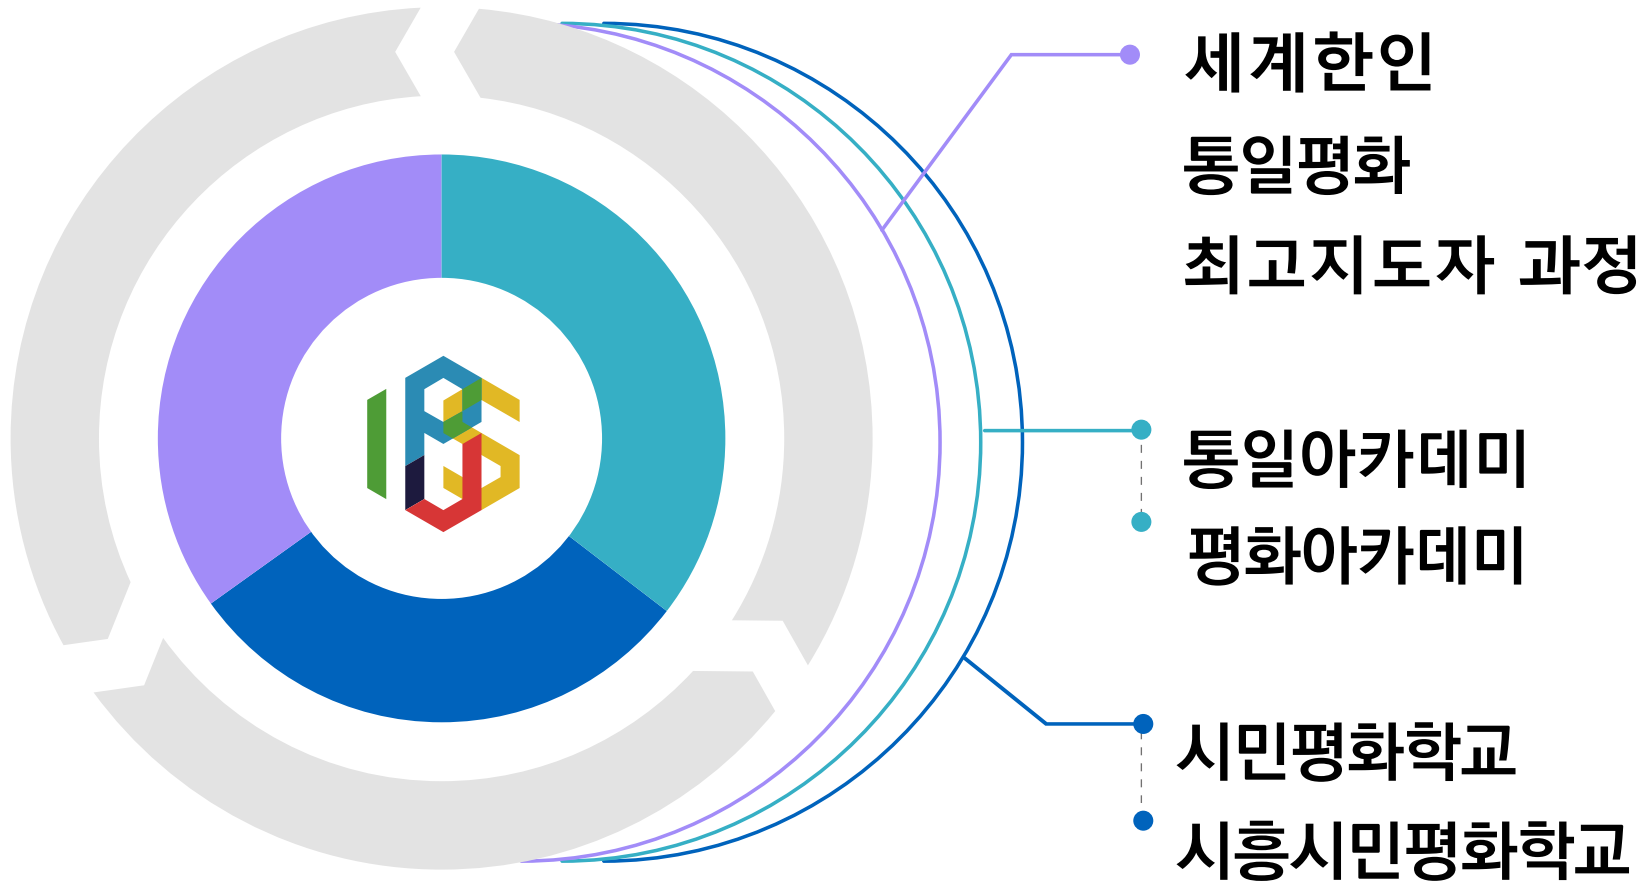 세계한인
통일평화
최고지도자 과정
통일아카데미
평화아카데미
시민평화학교
시흥시민평화학교
IPUS